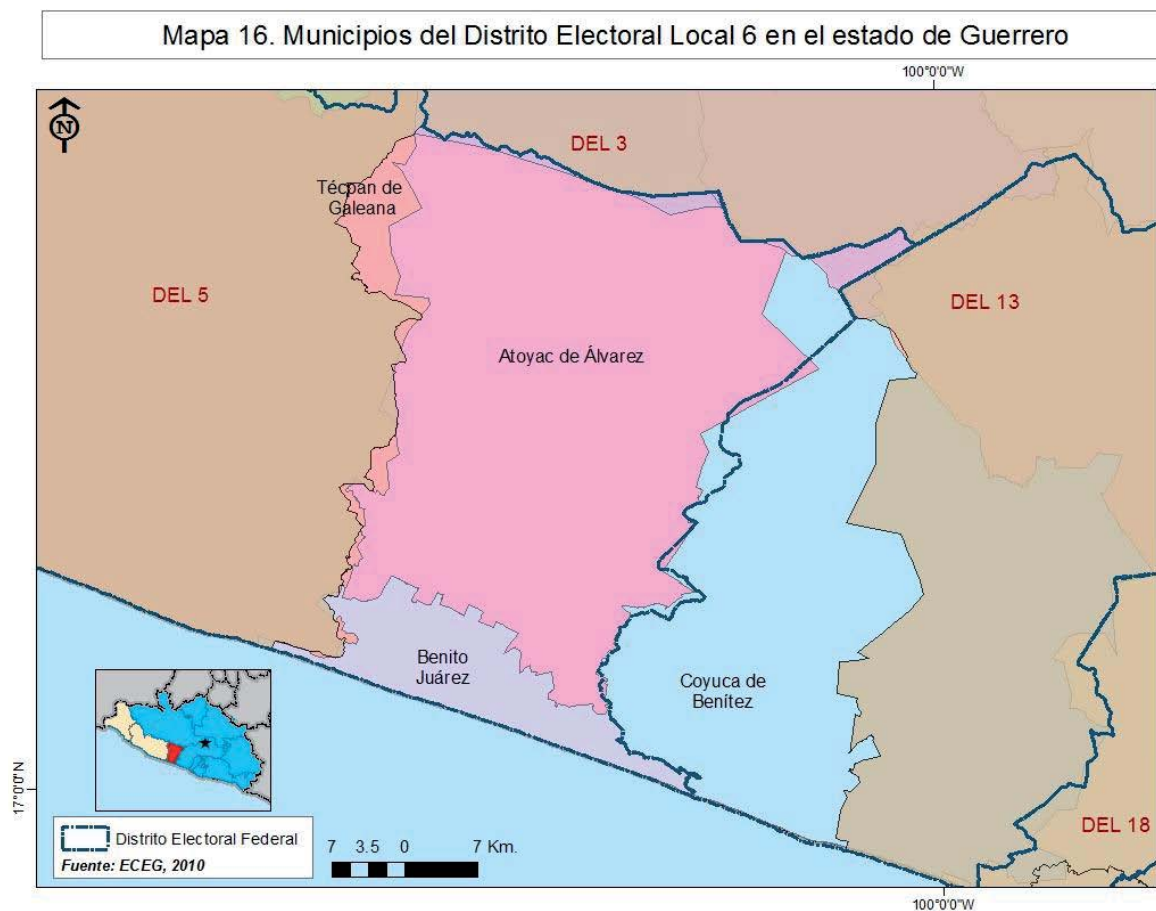 Mapa 16. Municipios del Distrito Electoral Local 6 en el estado de Guerrero
100°0'0"W
N
DEL 3
Técpan de
Galeana
DEL 5
DEL 13
Atoyac de Álvarez
Benito
Juárez
Coyuca de
Benítez
17°0'0"N
DEL 18
Distrito Electoral Federal
Fuente: ECEG, 2010
7 3.5 0 7 Km.
100°0'0"W